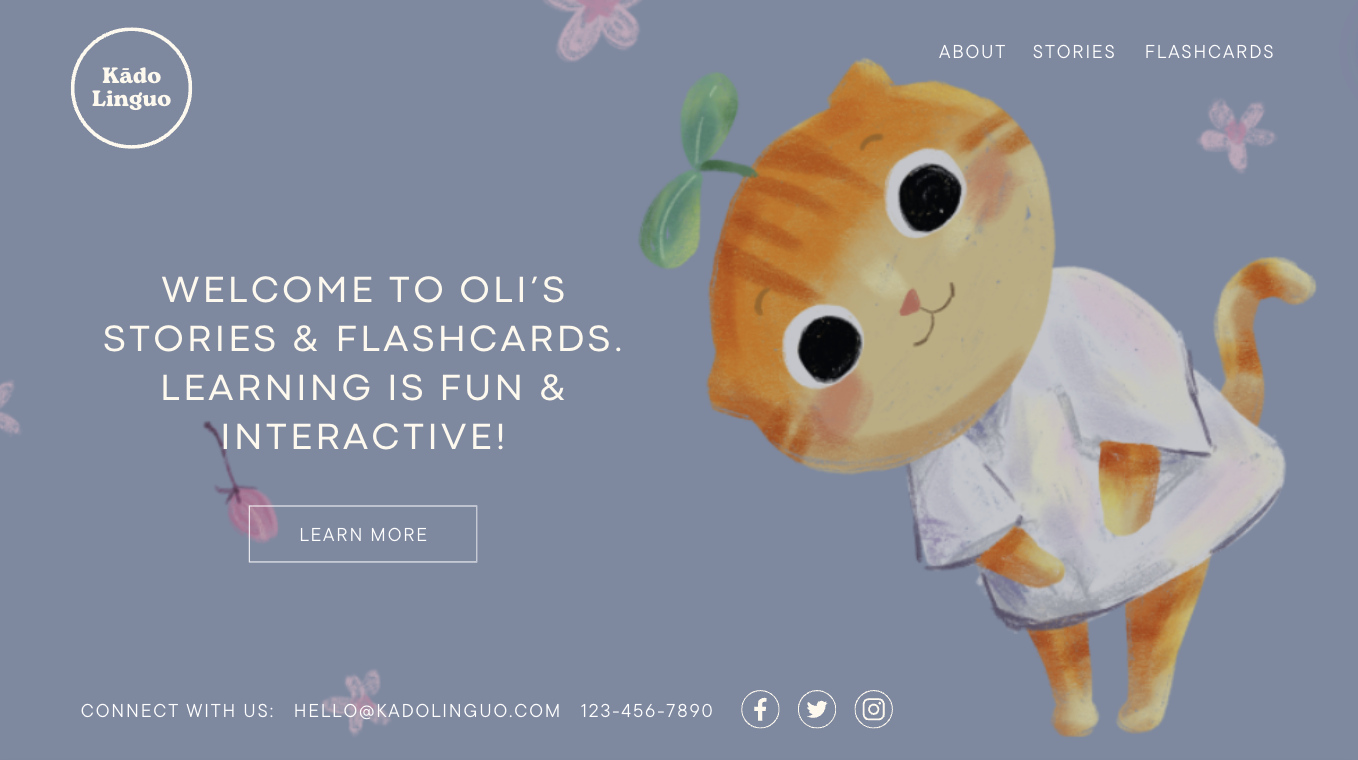 Kādo
Linguo
ABOUT STORIES FLASHCARDS
WELCOME TO OLI'S
STORIES & FLASHCARDS.
LEARNING IS FUN &
INTERACTIVE!
LEARN MORE
CONNECT WITH US: HELLO@KADOLINGUO.COM 123-456-7890